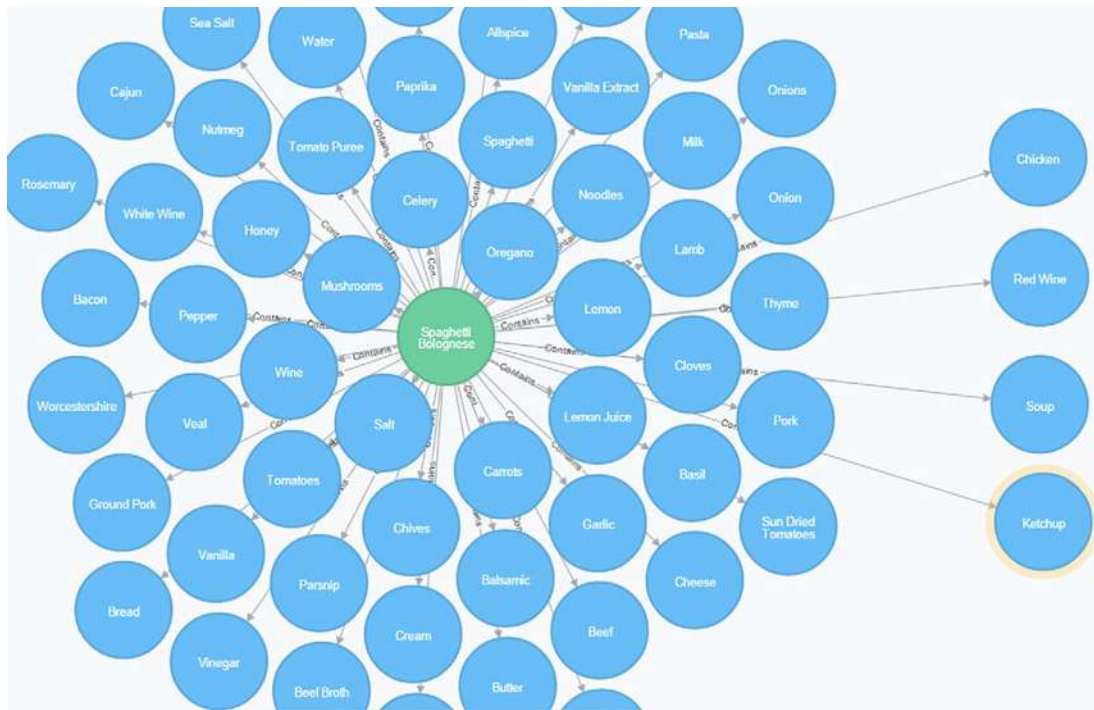 Sea Salt
Water
Allspice
Pasta
Cajun
Paprika
Vanilla Extract
Onions
Nutmeg
Tomato Puree
Spaghetti
Milk
Chicken
Rosemary
White Wine
Honey
Celery
Noodles
Onion
Oregano
Lamb
Red Wine
Bacon
Pepper
Mushrooms
Lemon
Thyme
Spaghetti
Bolognese
Contains
Contains
Contains
Contains
Contains
Contains
Worcestershire
Veal
Wine
Salt
Lemon Juice
Cloves
Pork
Soup
Ground Pork
Tomatoes
Carrots
Basil
Vanilla
Chives
Garlic
Sun Dried
Tomatoes
Ketchup
Bread
Parsnip
Balsamic
Cheese
Vinegar
Cream
Beef
Beef Broth
Butter